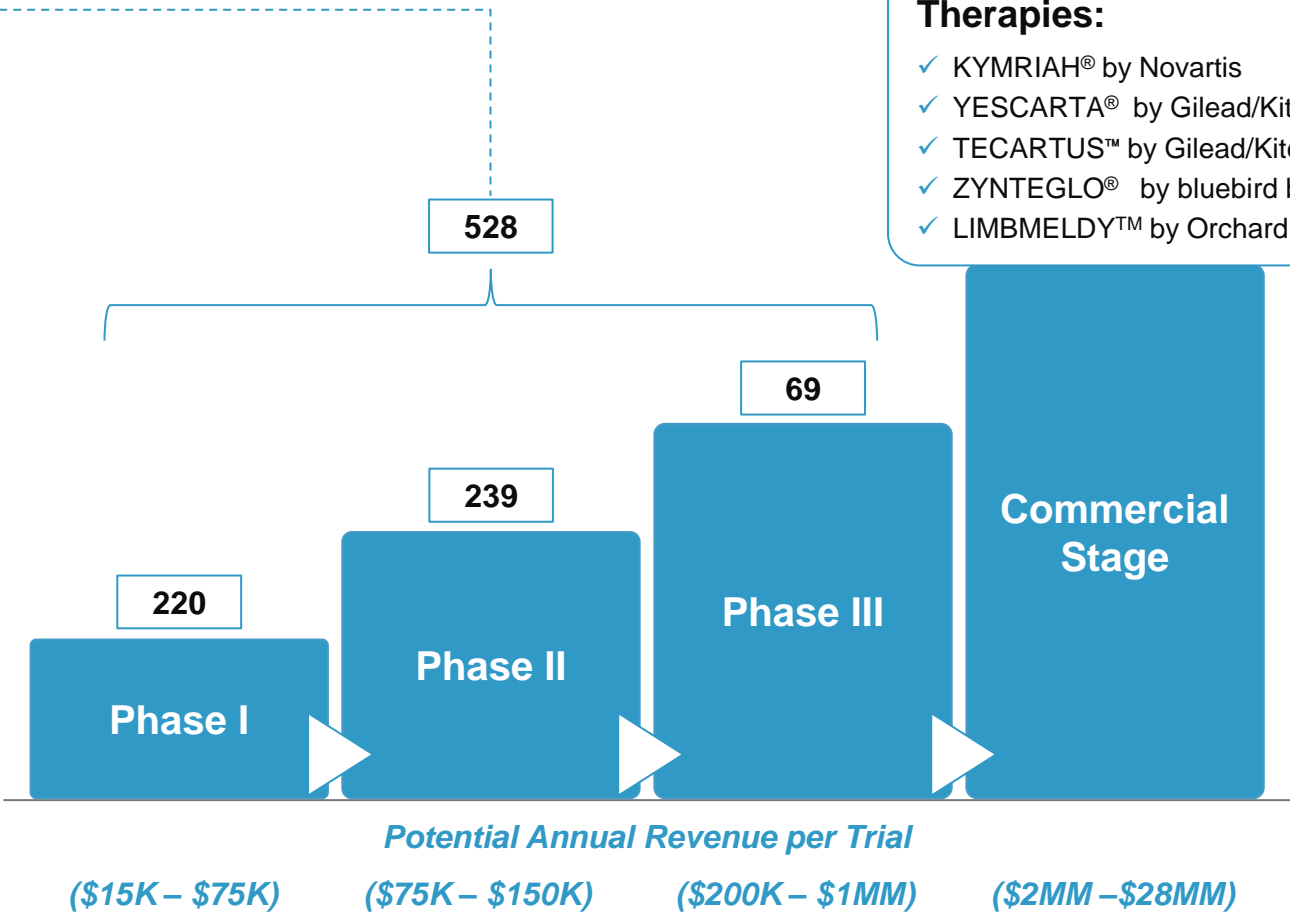 Therapies:
✓ KYMRIAH® by Novartis
✓ YESCARTA® by Gilead/Kit
✓ TECARTUS™ by Gilead/Kite
✓ ZYNTEGLO® by bluebird b
✓ LIMBMELDY™ by Orchard
528
69
239
220
Commercial
Stage
Phase III
Phase II
Phase I
Potential Annual Revenue per Trial
($15K – $75K) ($75K – $150K) ($200K – $1MM) ($2MM –$28MM)